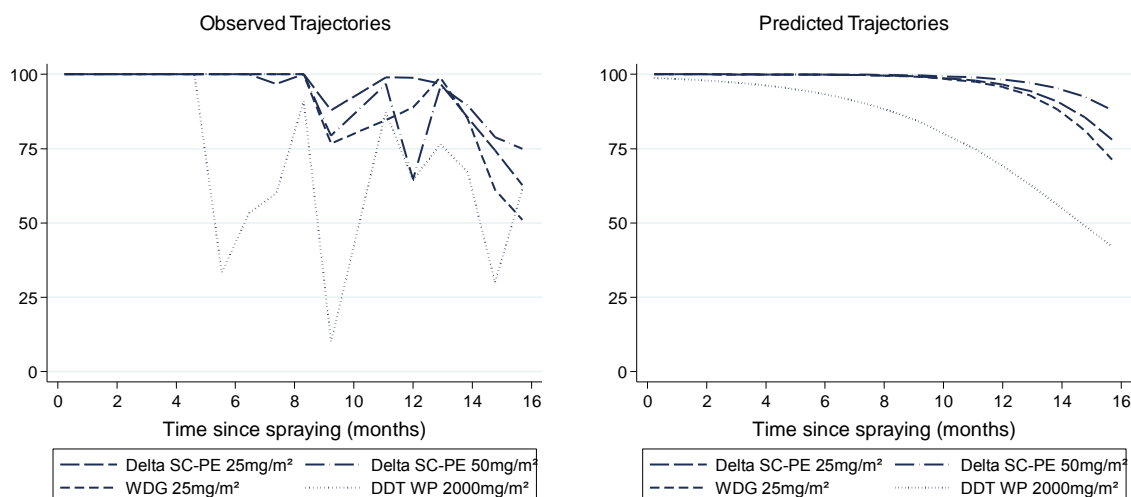 Observed Trajectories
100
75
50
25
0
0 2 4 6 8 10 12 14 16
Time since spraying (months)
Delta SC-PE 25mg/m² Delta SC-PE 50mg/m²
WDG 25mg/m² DDT WP 2000mg/m²
Predicted Trajectories
100
75
50
25
0
0 2 4 6 8 10 12 14 16
Time since spraying (months)
Delta SC-PE 25mg/m² Delta SC-PE 50mg/m²
WDG 25mg/m² DDT WP 2000mg/m²